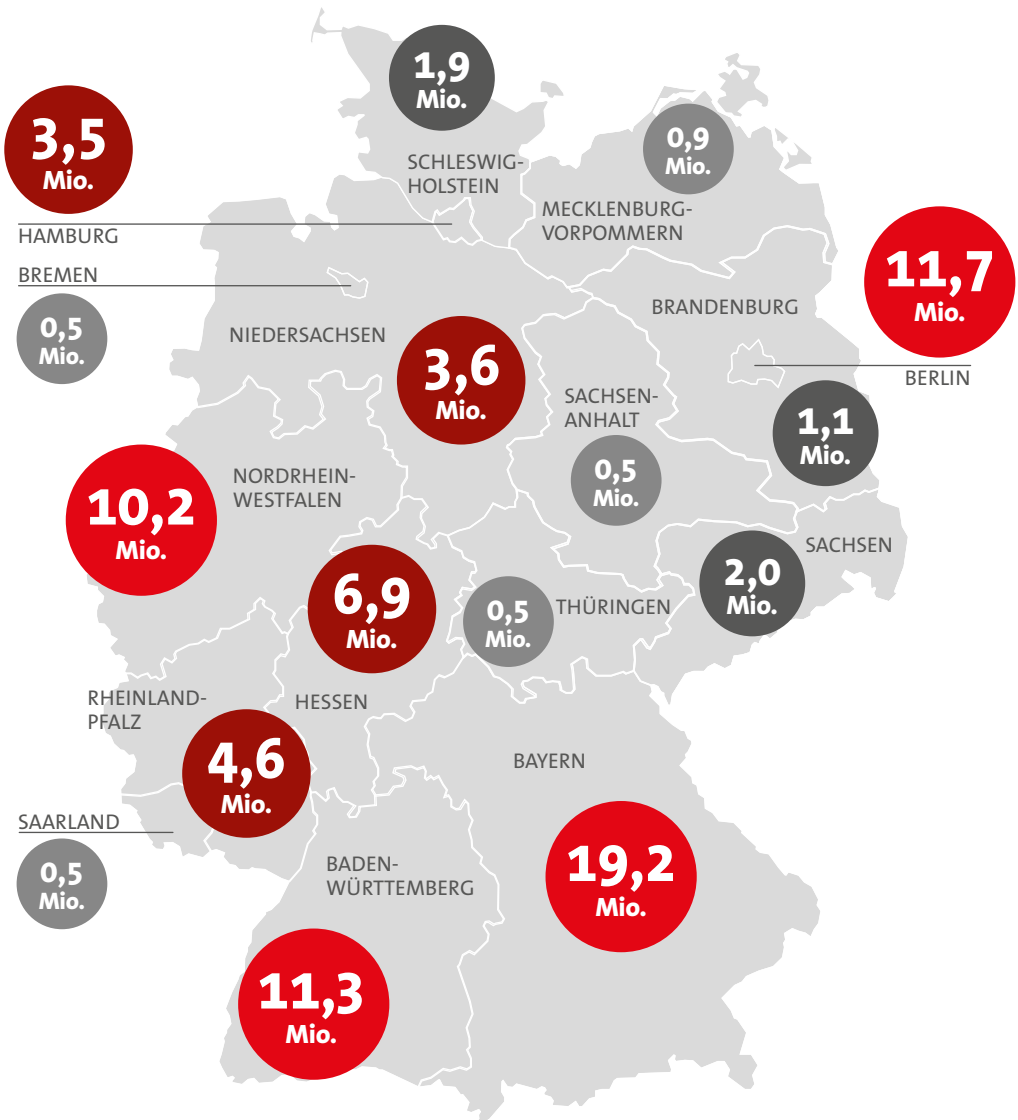 1,9
Mio.
3,5
Mio.
0,9
Mio.
SCHLESWIG-
HOLSTEIN
MECKLENBURG-
VORPOMMERN
HAMBURG
11,7
Mio.
BREMEN
0,5
Mio.
BRANDENBURG
NIEDERSACHSEN
3,6
Mio.
BERLIN
SACHSEN-
ANHALT
1,1
Mio.
0,5
Mio.
NORDRHEIN-
WESTFALEN
10,2
Mio.
SACHSEN
2,0
Mio.
6,9
Mio.
0,5
Mio.
THÜRINGEN
RHEINLAND-
PFALZ
HESSEN
4,6
Mio.
BAYERN
SAARLAND
0,5
Mio.
BADEN-
WÜRTTEMBERG
19,2
Mio.
11,3
Mio.